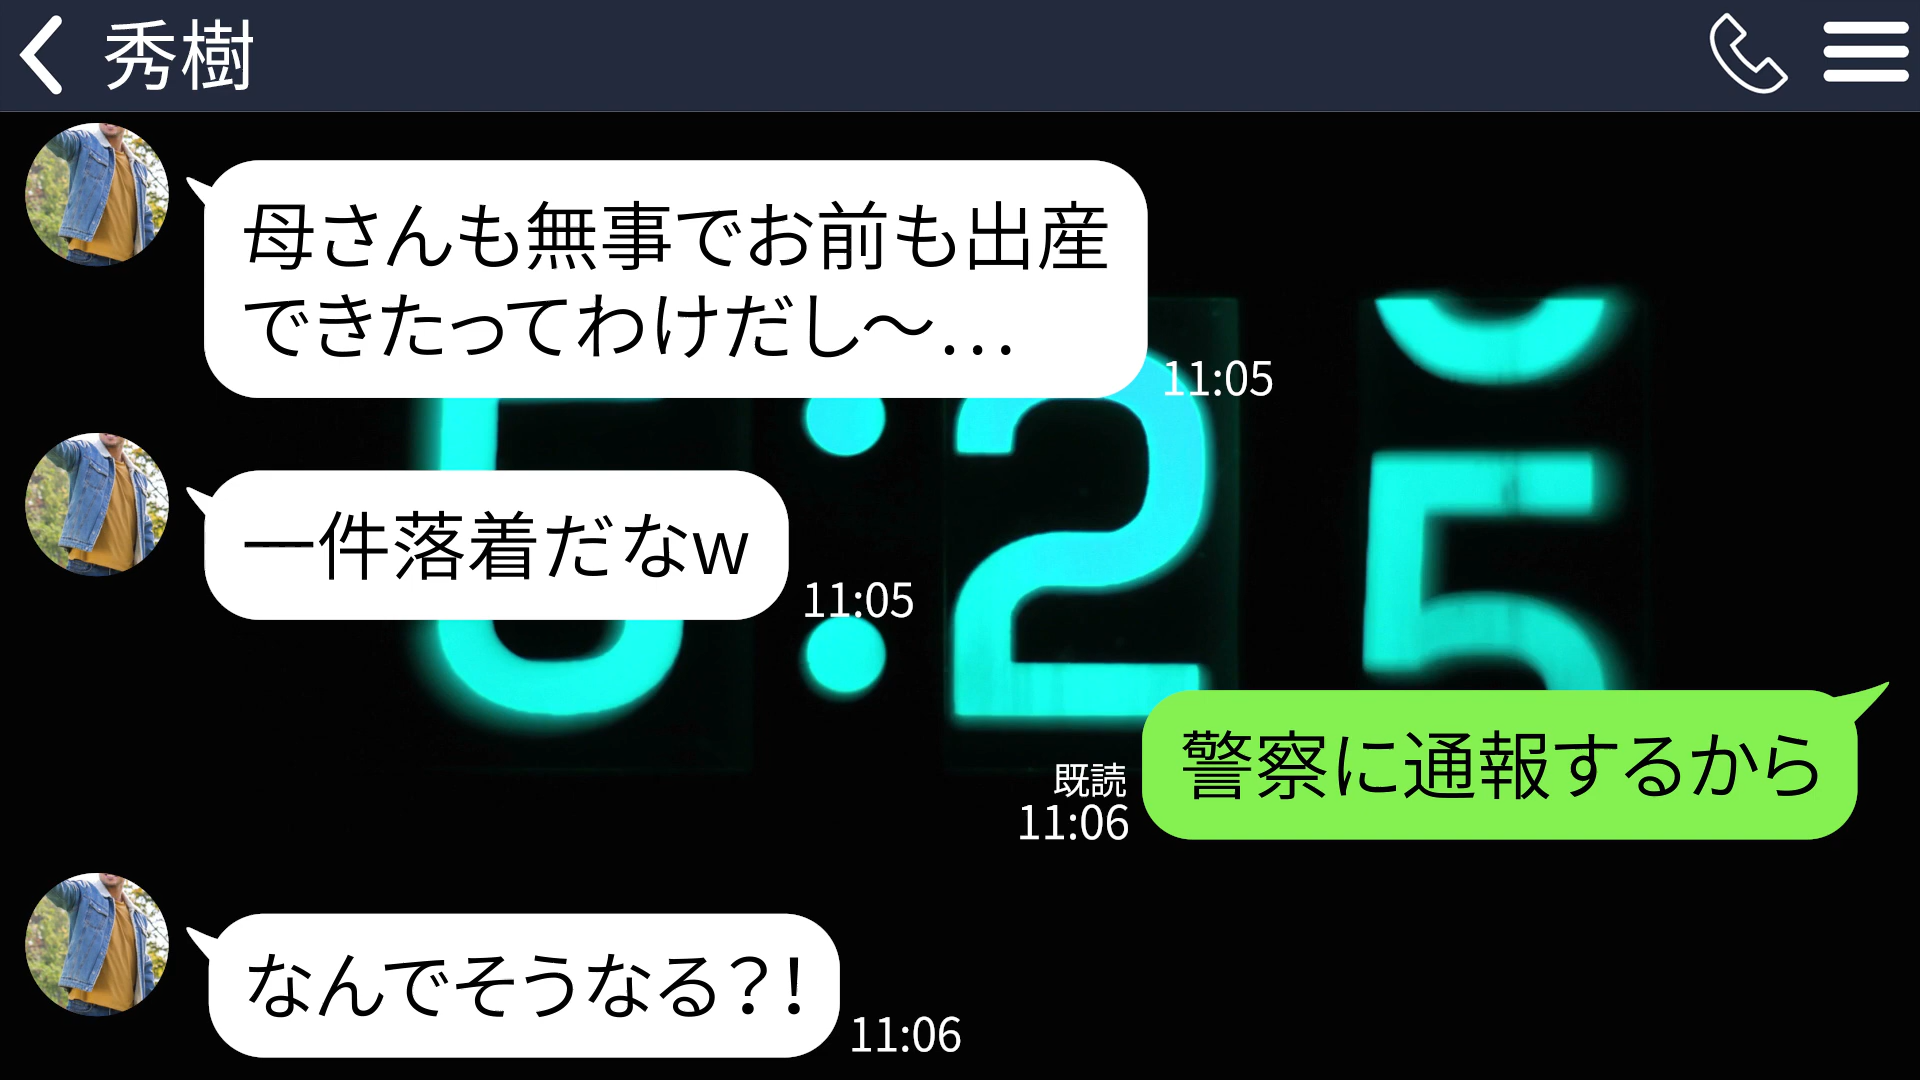 秀樹
母さんも無事でお前も出産
できたってわけだし〜…
11:05
一件落着だなw
11:05
警察に通報するから
既読
11:06
なんでそうなる?!
11:06